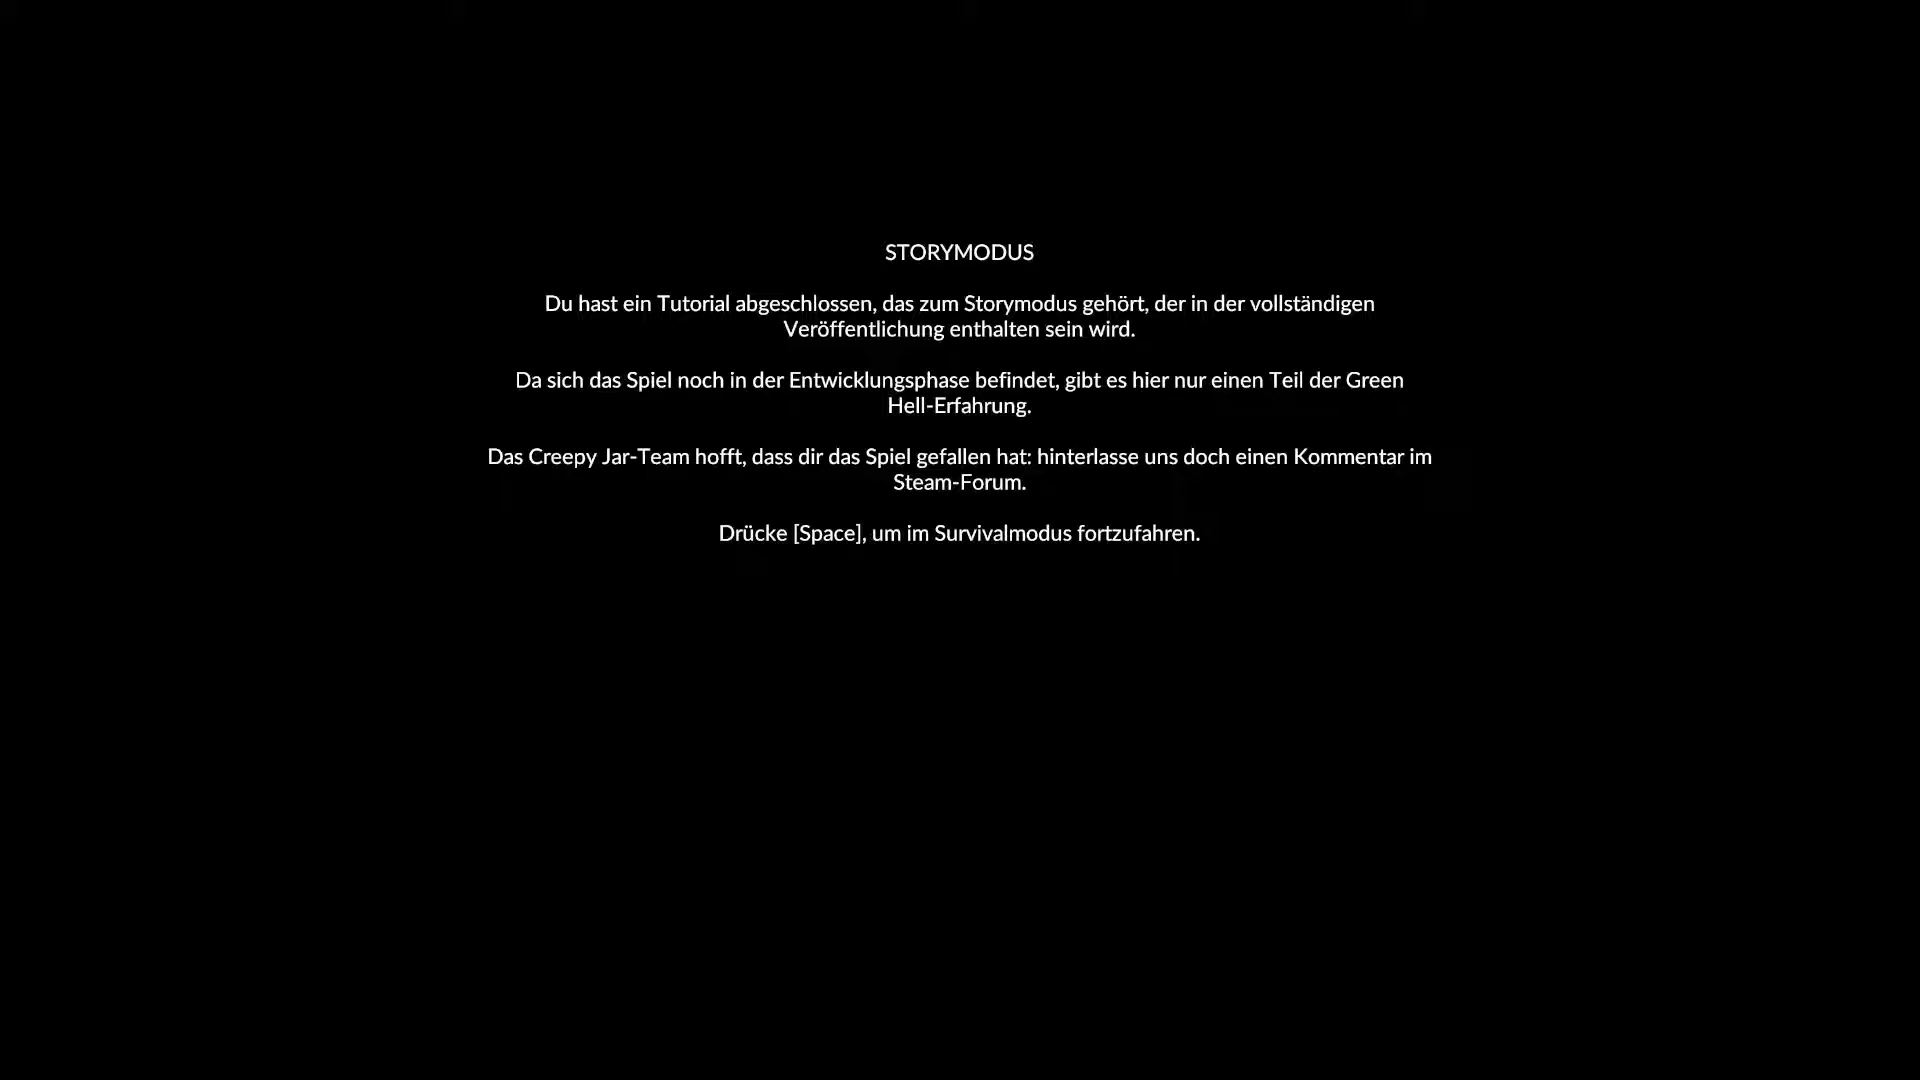 STORYMODUS
Du hast ein Tutorial abgeschlossen, das zum Storymodus gehört, der in der vollständigen
Veröffentlichung enthalten sein wird.
Da sich das Spiel noch in der Entwicklungsphase befindet, gibt es hier nur einen Teil der Green
Hell-Erfahrung.
Das Creepy Jar-Team hofft, dass dir das Spiel gefallen hat: hinterlasse uns doch einen Kommentar im
Steam-Forum.
Drücke [Space], um im Survivalmodus fortzufahren.